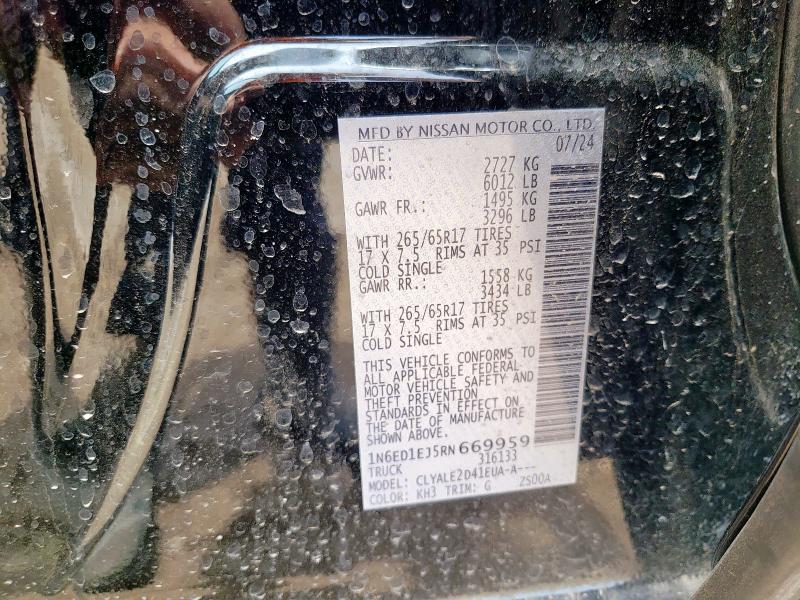 MFD BY NISSAN MOTOR CO., LTD.
DATE: 07/24
GVWR: 2727 KG
6012 LB
GAWR FR.: 1495 KG
3296 LB
WITH 265/65R17 TIRES
17 X 7.5 RIMS AT 35 PSI
COLD SINGLE
GAWR RR.: 1558 KG
3434 LB
WITH 265/65R17 TIRES
17 X 7.5 RIMS AT 35 PSI
COLD SINGLE
THIS VEHICLE CONFORMS TO
ALL APPLICABLE FEDERAL
MOTOR VEHICLE SAFETY AND
THEFT PREVENTION
STANDARDS IN EFFECT ON
THE DATE OF MANUFACTURE
SHOWN ABOVE.
1N6ED1EJ5RN669959
TRUCK 316133
MODEL: CLYALE2D41EUA-A---
COLOR: KH3 TRIM: G ZS00A